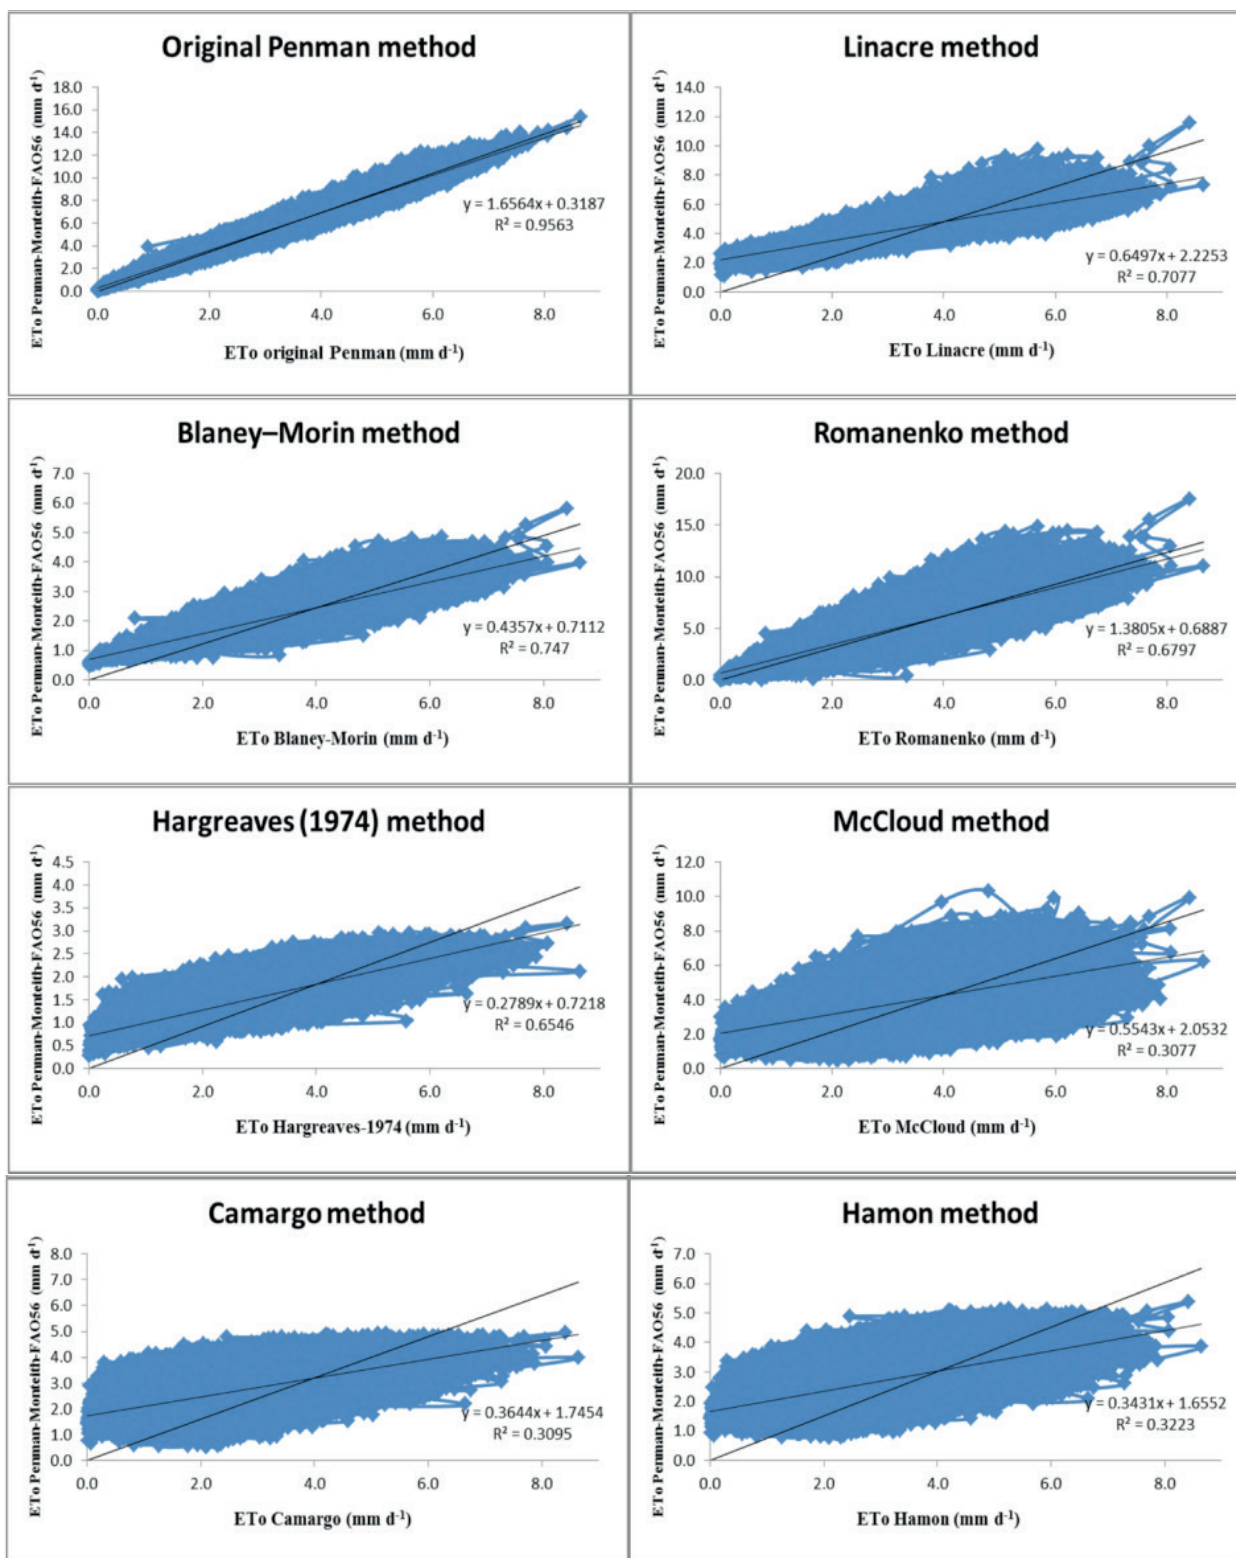 Original Penman method
ETo Penman-Monteith-FAO56 (mm d⁻¹)
18.0
16.0
14.0
12.0
10.0
8.0
6.0
4.0
2.0
0.0
y = 1.6564x + 0.3187
R² = 0.9563
0.0 2.0 4.0 6.0 8.0
ETo original Penman (mm d⁻¹)
Linacre method
ETo Penman-Monteith-FAO56 (mm d⁻¹)
14.0
12.0
10.0
8.0
6.0
4.0
2.0
0.0
y = 0.6497x + 2.2253
R² = 0.7077
0.0 2.0 4.0 6.0 8.0
ETo Linacre (mm d⁻¹)
Blaney–Morin method
ETo Penman-Monteith-FAO56 (mm d⁻¹)
7.0
6.0
5.0
4.0
3.0
2.0
1.0
0.0
y = 0.4357x + 0.7112
R² = 0.747
0.0 2.0 4.0 6.0 8.0
ETo Blaney-Morin (mm d⁻¹)
Romanenko method
ETo Penman-Monteith-FAO56 (mm d⁻¹)
20.0
15.0
10.0
5.0
0.0
y = 1.3805x + 0.6887
R² = 0.6797
0.0 2.0 4.0 6.0 8.0
ETo Romanenko (mm d⁻¹)
Hargreaves (1974) method
ETo Penman-Monteith-FAO56 (mm d⁻¹)
4.5
4.0
3.5
3.0
2.5
2.0
1.5
1.0
0.5
0.0
y = 0.2789x + 0.7218
R² = 0.6546
0.0 2.0 4.0 6.0 8.0
ETo Hargreaves-1974 (mm d⁻¹)
McCloud method
ETo Penman-Monteith-FAO56 (mm d⁻¹)
12.0
10.0
8.0
6.0
4.0
2.0
0.0
y = 0.5543x + 2.0532
R² = 0.3077
0.0 2.0 4.0 6.0 8.0
ETo McCloud (mm d⁻¹)
Camargo method
ETo Penman-Monteith-FAO56 (mm d⁻¹)
8.0
7.0
6.0
5.0
4.0
3.0
2.0
1.0
0.0
y = 0.3644x + 1.7454
R² = 0.3095
0.0 2.0 4.0 6.0 8.0
ETo Camargo (mm d⁻¹)
Hamon method
ETo Penman-Monteith-FAO56 (mm d⁻¹)
7.0
6.0
5.0
4.0
3.0
2.0
1.0
0.0
y = 0.3431x + 1.6552
R² = 0.3223
0.0 2.0 4.0 6.0 8.0
ETo Hamon (mm d⁻¹)